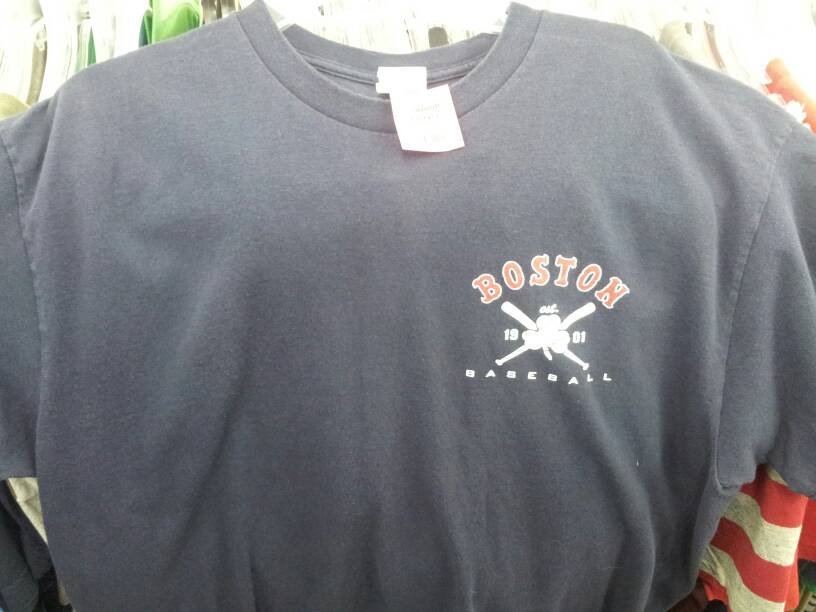 BOSTON
est.
19 01
BASEBALL